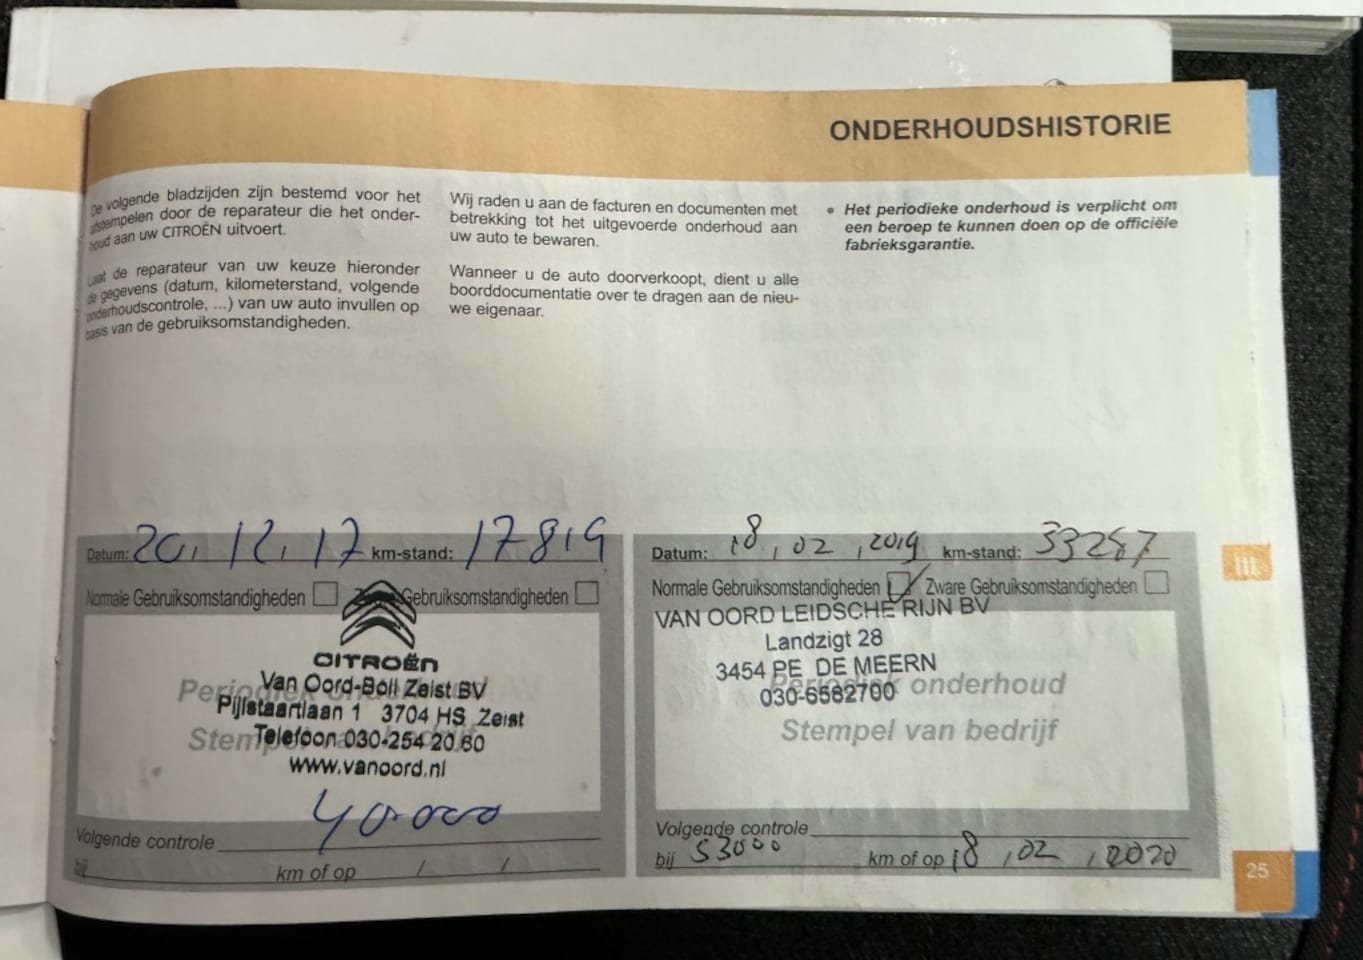 ONDERHOUDSHISTORIE
De volgende bladzijden zijn bestemd voor het
afstempelen door de reparateur die het onder-
houd aan uw CITROËN uitvoert.
Laat de reparateur van uw keuze hieronder
de gegevens (datum, kilometerstand, volgende
onderhoudscontrole, ...) van uw auto invullen op
basis van de gebruiksomstandigheden.
Wij raden u aan de facturen en documenten met
betrekking tot het uitgevoerde onderhoud aan
uw auto te bewaren.
Wanneer u de auto doorverkoopt, dient u alle
boorddocumentatie over te dragen aan de nieu-
we eigenaar.
• Het periodieke onderhoud is verplicht om
een beroep te kunnen doen op de officiële
fabrieksgarantie.
Datum: 20, 12, 17 km-stand: 17819
Normale Gebruiksomstandigheden Zware Gebruiksomstandigheden
CITROËN
Van Oord-Boll Zeist BV
Periodiek onderhoud
Pijlstaartlaan 1 3704 HS Zeist
Stempel van bedrijf
Telefoon 030-254 20 80
www.vanoord.nl
40.000
Volgende controle
bij km of op / /
Datum: 18, 02, 2019 km-stand: 33287
Normale Gebruiksomstandigheden Zware Gebruiksomstandigheden
VAN OORD LEIDSCHE RIJN BV
Landzigt 28
3454 PE DE MEERN
Periodiek onderhoud
030-6582700
Stempel van bedrijf
Volgende controle
bij 53000 km of op 18, 02, 2020
III
25